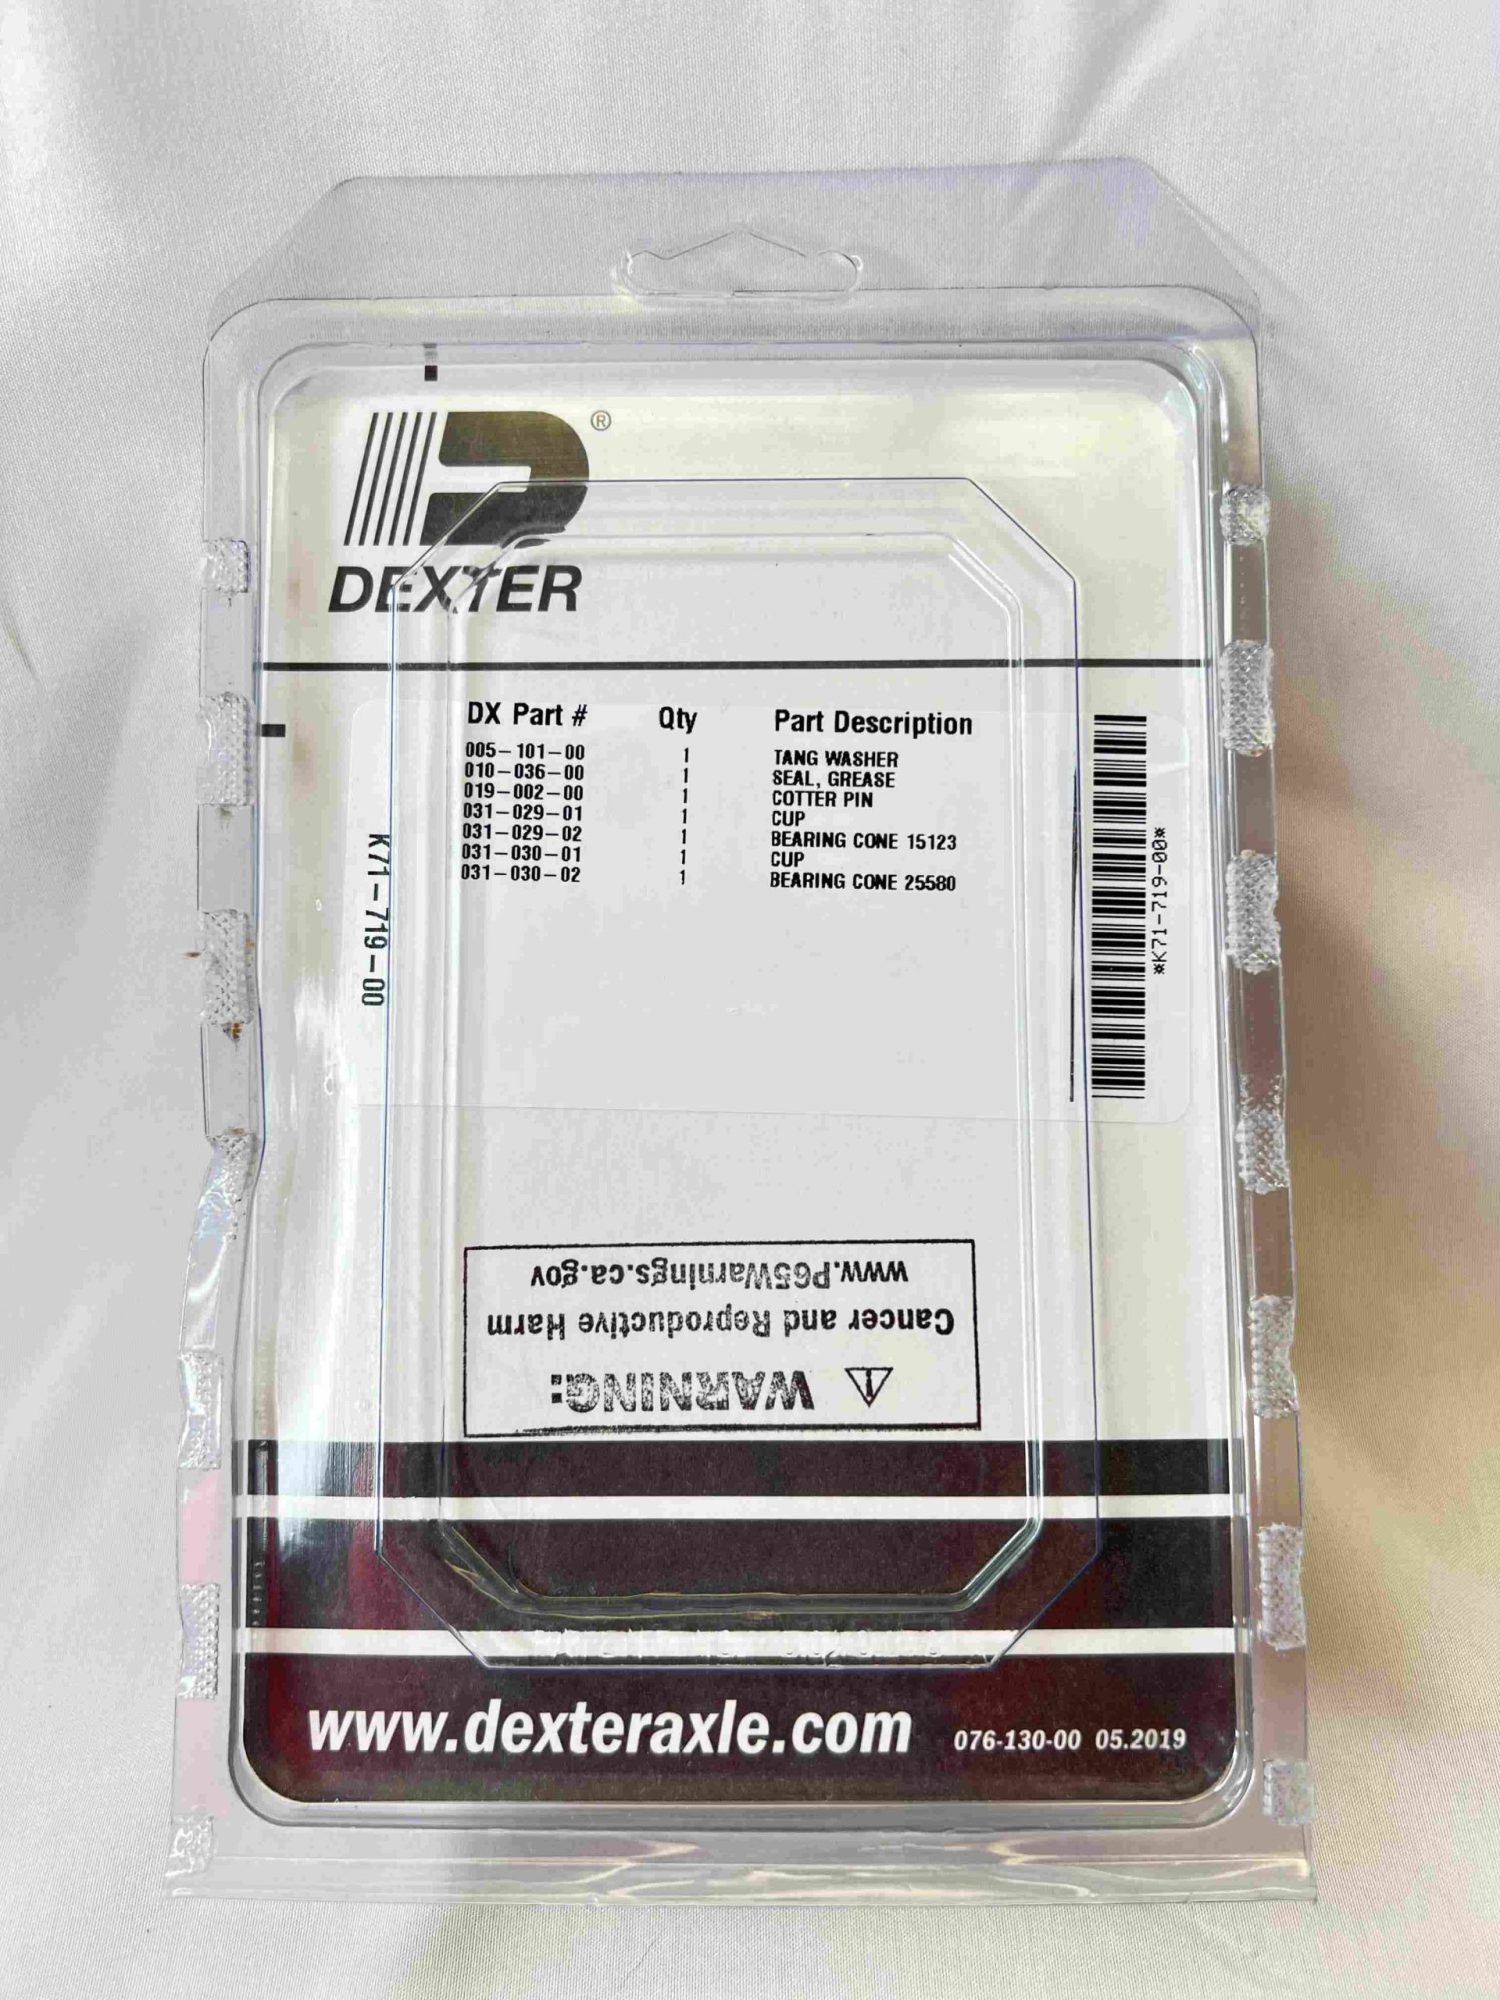 ®
DEXTER
DX Part # Qty Part Description
005-101-00 1 TANG WASHER
010-036-00 1 SEAL, GREASE
019-002-00 1 COTTER PIN
031-029-01 1 CUP
031-029-02 1 BEARING CONE 15123
031-030-01 1 CUP
031-030-02 1 BEARING CONE 25580
K71-719-00
*K71-719-00*
WARNING:
Cancer and Reproductive Harm
www.P65Warnings.ca.gov
www.dexteraxle.com 076-130-00 05.2019